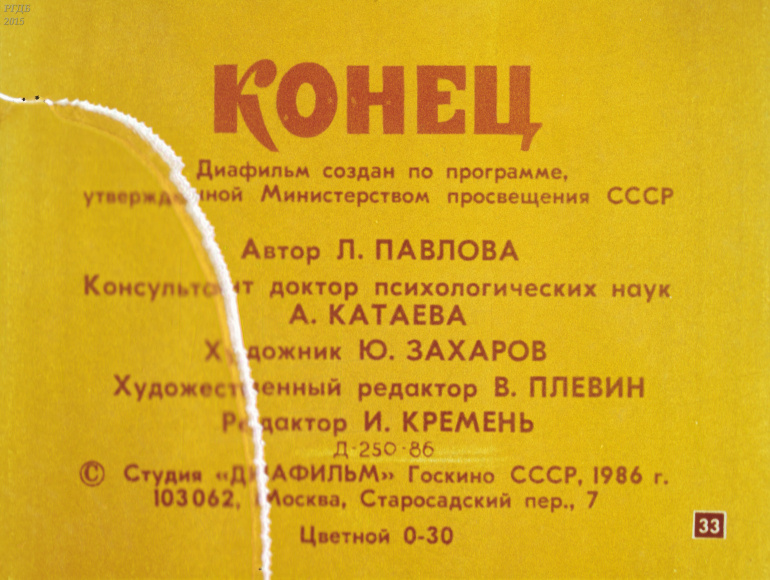 РГДБ
2015
КОНЕЦ
Диафильм создан по программе,
утвержденной Министерством просвещения СССР
Автор Л. ПАВЛОВА
Консультант доктор психологических наук
А. КАТАЕВА
Художник Ю. ЗАХАРОВ
Художественный редактор В. ПЛЕВИН
Редактор И. КРЕМЕНЬ
Д-250-86
© Студия «ДИАФИЛЬМ» Госкино СССР, 1986 г.
103062, Москва, Старосадский пер., 7
Цветной 0-30
33